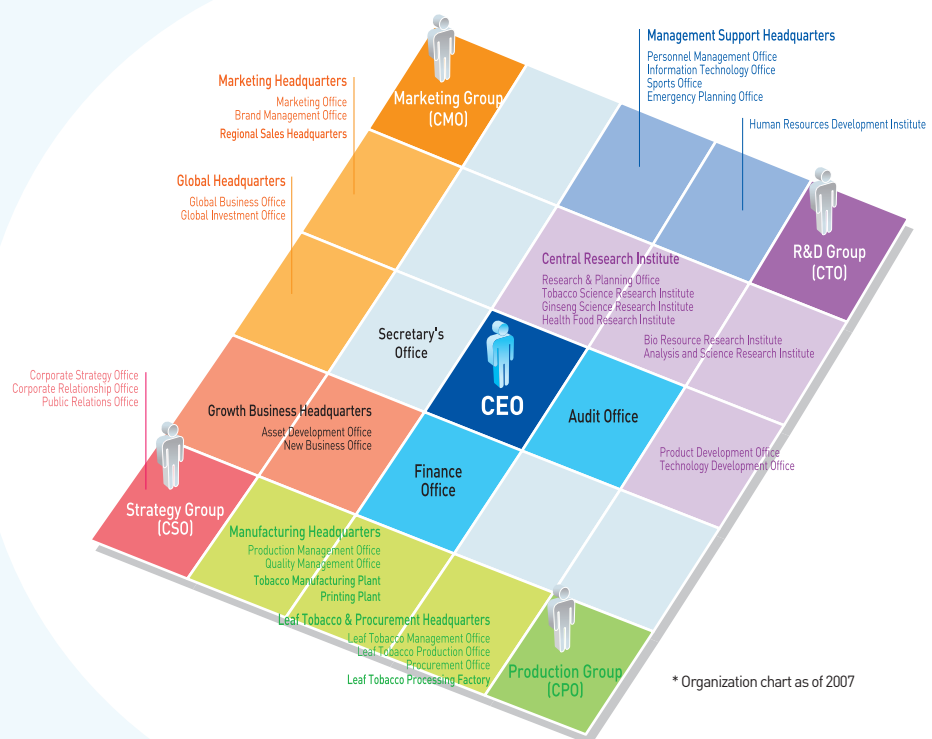 Management Support Headquarters
Personnel Management Office
Information Technology Office
Sports Office
Emergency Planning Office
Marketing Headquarters
Marketing Office
Brand Management Office
Regional Sales Headquarters
Marketing Group
(CMO)
Human Resources Development Institute
Global Headquarters
Global Business Office
Global Investment Office
R&D Group
(CTO)
Central Research Institute
Research & Planning Office
Tobacco Science Research Institute
Ginseng Science Research Institute
Health Food Research Institute
Bio Resource Research Institute
Analysis and Science Research Institute
Secretary's
Office
CEO
Audit Office
Corporate Strategy Office
Corporate Relationship Office
Public Relations Office
Growth Business Headquarters
Asset Development Office
New Business Office
Product Development Office
Technology Development Office
Finance
Office
Strategy Group
(CSO)
Manufacturing Headquarters
Production Management Office
Quality Management Office
Tobacco Manufacturing Plant
Printing Plant
Leaf Tobacco & Procurement Headquarters
Leaf Tobacco Management Office
Leaf Tobacco Production Office
Procurement Office
Leaf Tobacco Processing Factory
Production Group
(CPO)
* Organization chart as of 2007